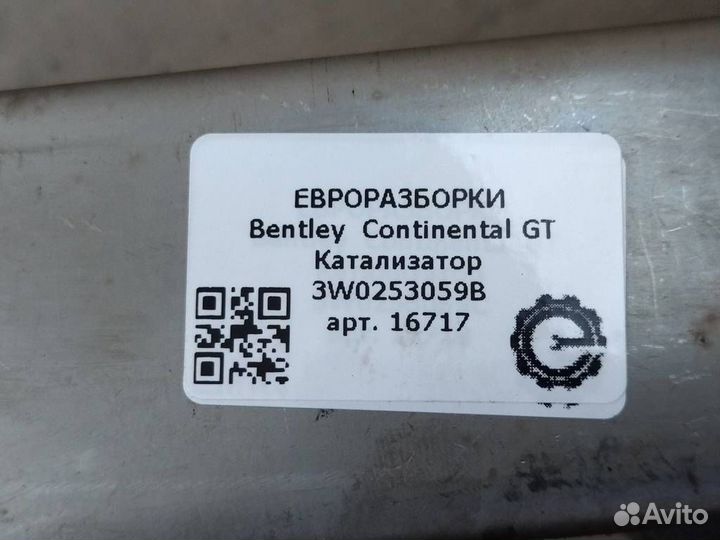 ЕВРОРАЗБОРКИ
Bentley Continental GT
Катализатор
3W0253059B
арт. 16717
Avito